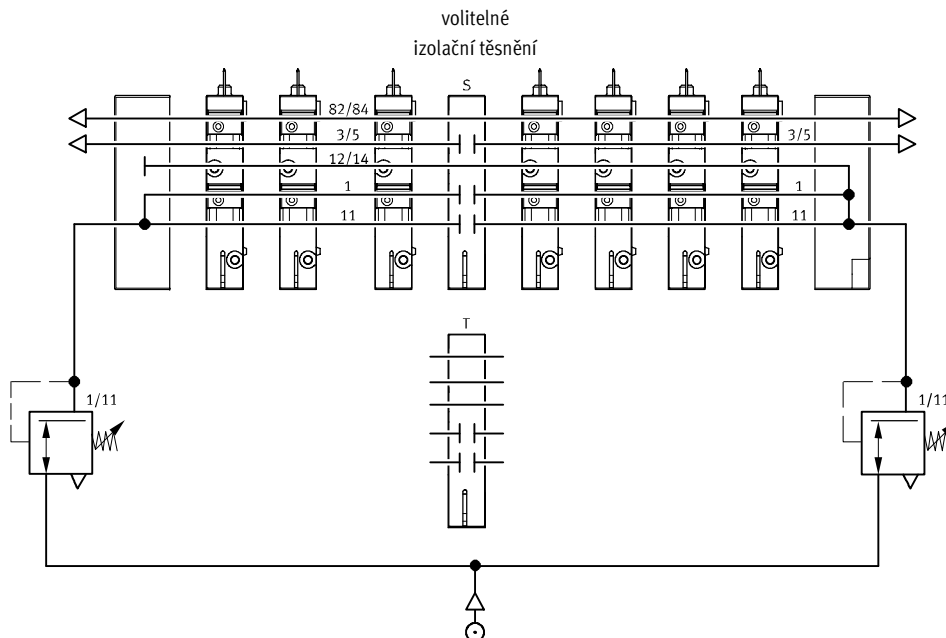 volitelné
izolační těsnění
S
82/84
3/5 3/5
12/14
1 1
11 11
T
1/11 1/11